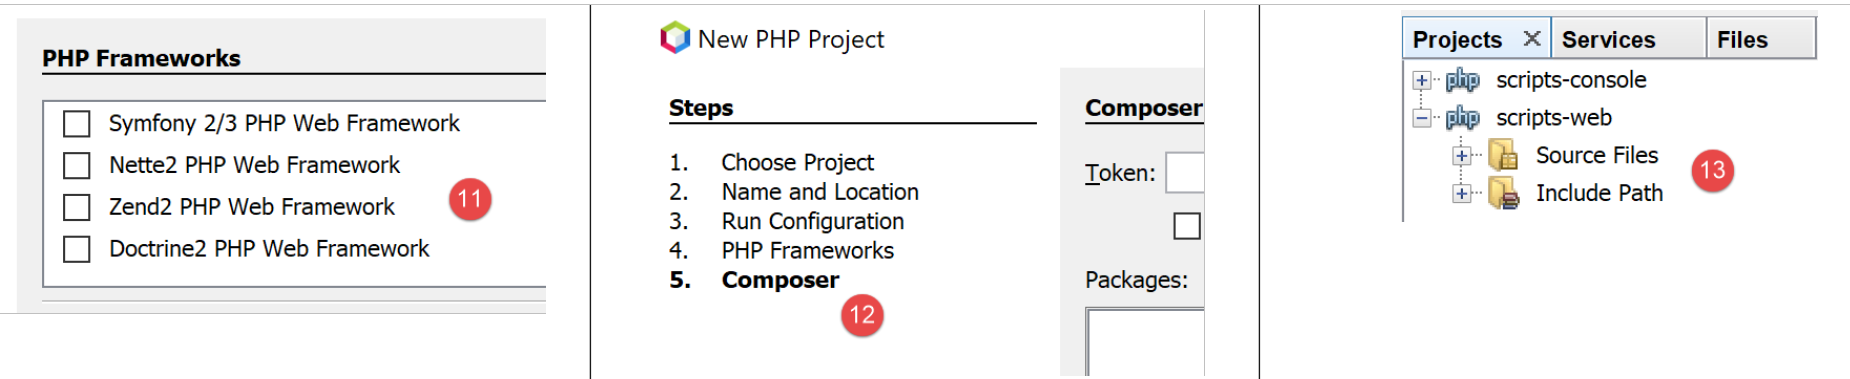 PHP Frameworks
Symfony 2/3 PHP Web Framework
Nette2 PHP Web Framework
Zend2 PHP Web Framework
Doctrine2 PHP Web Framework
11
New PHP Project
Steps
1. Choose Project
2. Name and Location
3. Run Configuration
4. PHP Frameworks
5. Composer
12
Composer
Token:
Packages:
Projects Services Files
php scripts-console
php scripts-web
Source Files
Include Path
13